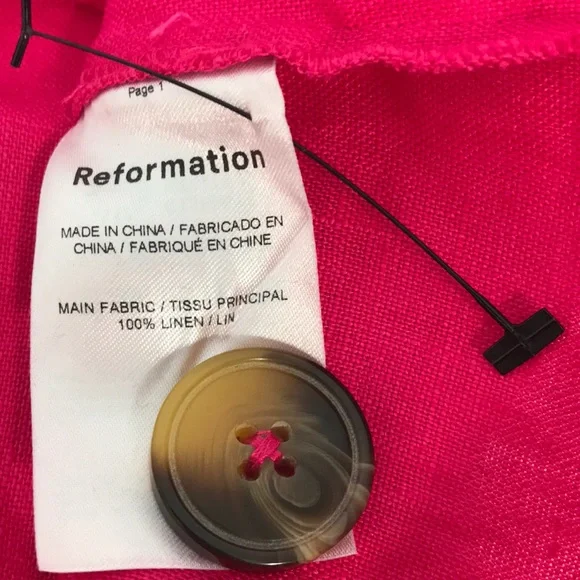 Page 1
Reformation
MADE IN CHINA / FABRICADO EN
CHINA / FABRIQUÉ EN CHINE
MAIN FABRIC / TISSU PRINCIPAL
100% LINEN / LIN